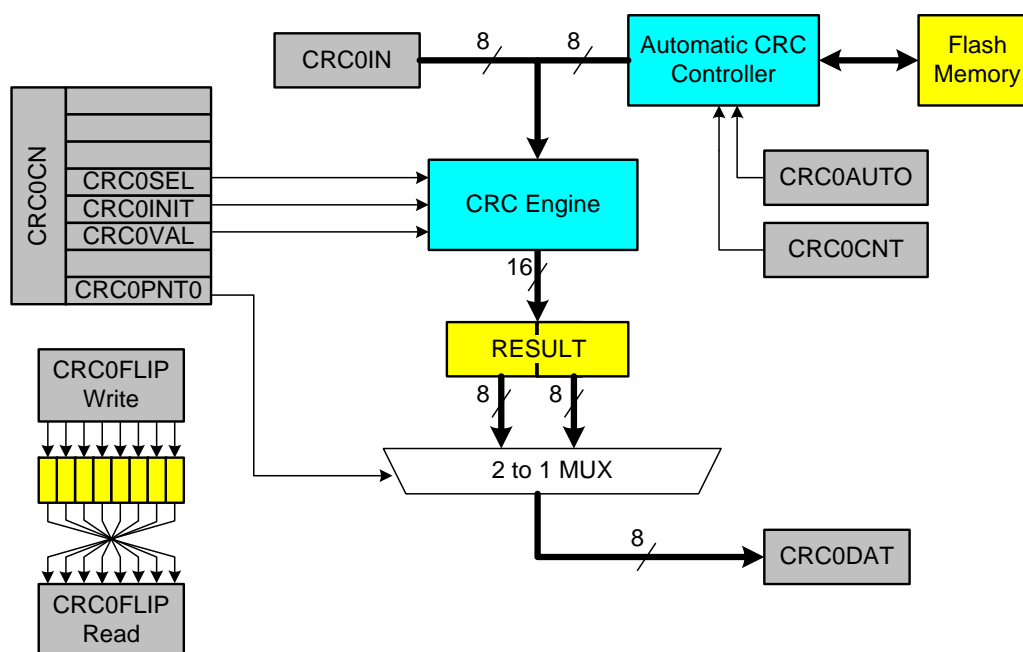 CRC0IN
8
8
Automatic CRC
Controller
Flash
Memory
CRC0CN
CRC0SEL
CRC0INIT
CRC0VAL
CRC0PNT0
CRC Engine
CRC0AUTO
CRC0CNT
16
RESULT
8
8
2 to 1 MUX
8
CRC0DAT
CRC0FLIP
Write
CRC0FLIP
Read